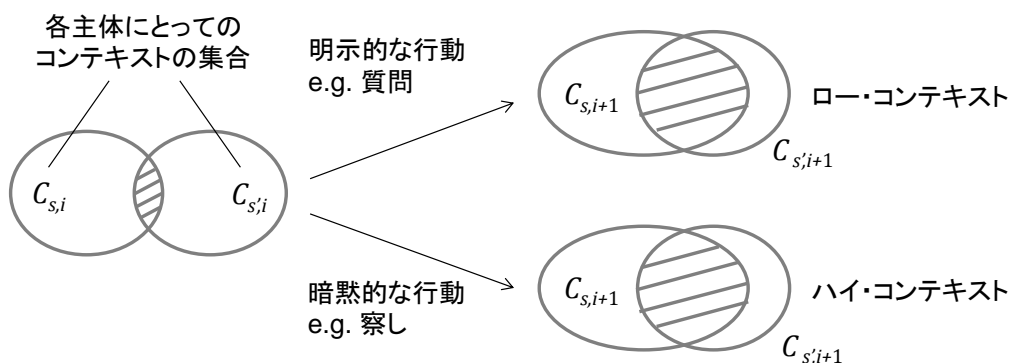 各主体にとっての
コンテキストの集合
C_{s,i}
C_{s',i}
明示的な行動
e.g. 質問
暗黙的な行動
e.g. 察し
C_{s,i+1}
C_{s',i+1}
ロー・コンテキスト
C_{s,i+1}
C_{s',i+1}
ハイ・コンテキスト